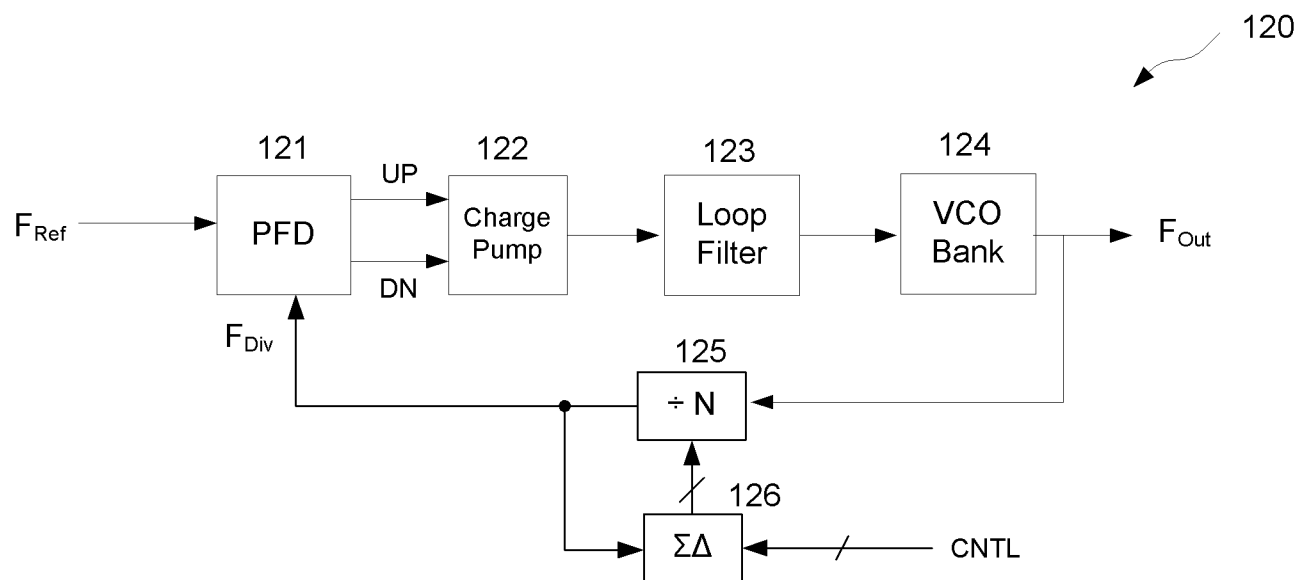 120
121
122
123
124
UP
F_Ref
PFD
Charge
Pump
Loop
Filter
VCO
Bank
F_Out
DN
F_Div
125
÷ N
126
ΣΔ
CNTL